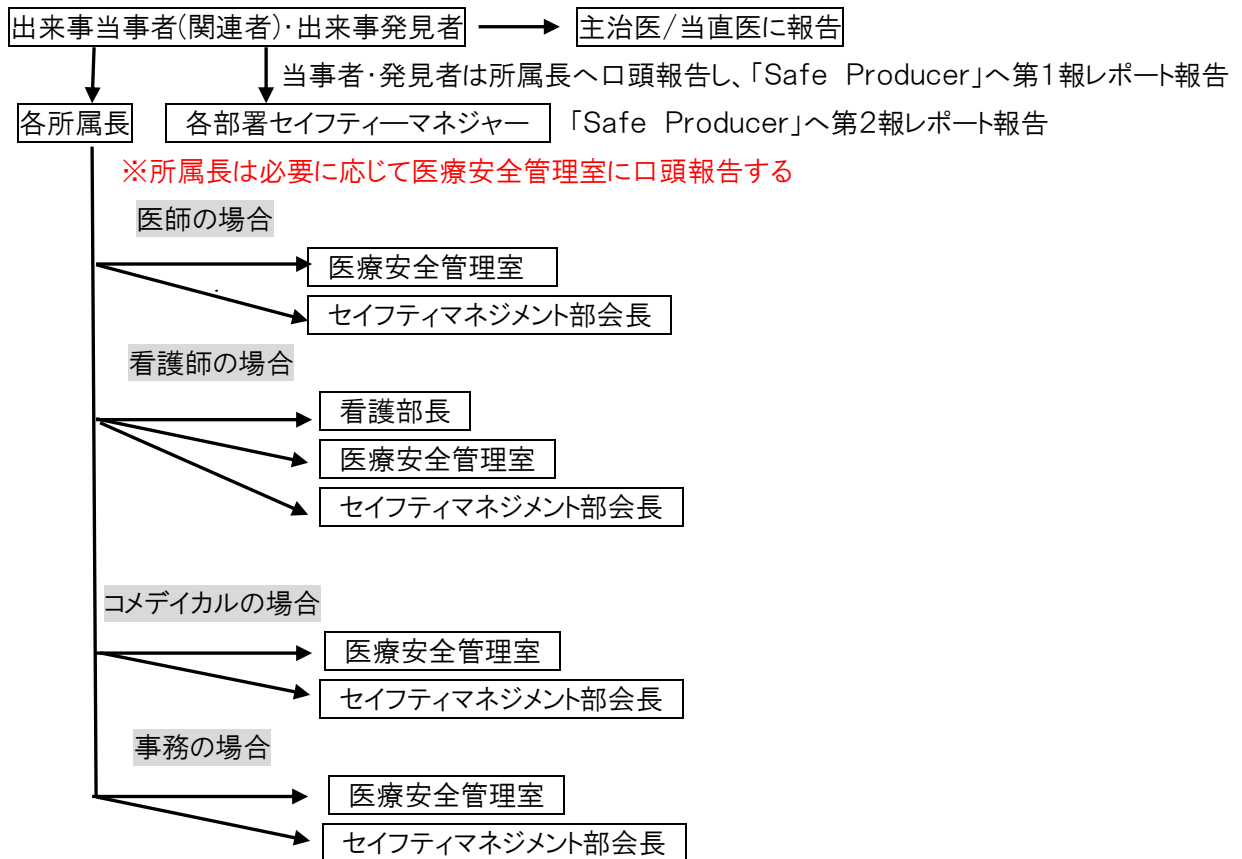 出来事当事者(関連者)・出来事発見者 主治医/当直医に報告
当事者・発見者は所属長へ口頭報告し、「Safe Producer」へ第1報レポート報告
各所属長 各部署セイフティーマネジャー 「Safe Producer」へ第2報レポート報告
※所属長は必要に応じて医療安全管理室に口頭報告する
医師の場合
医療安全管理室
セイフティマネジメント部会長
看護師の場合
看護部長
医療安全管理室
セイフティマネジメント部会長
コメデイカルの場合
医療安全管理室
セイフティマネジメント部会長
事務の場合
医療安全管理室
セイフティマネジメント部会長